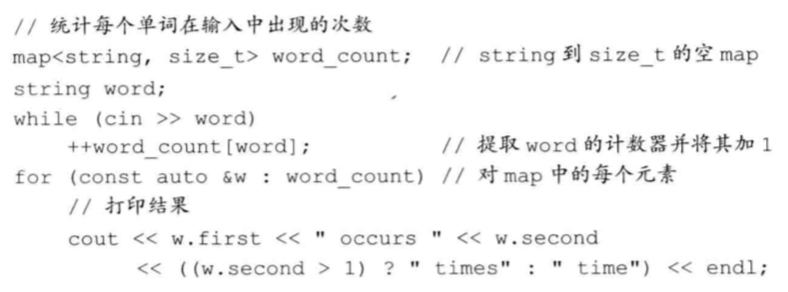 // 统计每个单词在输入中出现的次数
map<string, size_t> word_count;  // string 到 size_t 的空 map
string word;
while (cin >> word)
    ++word_count[word];          // 提取 word 的计数器并将其加 1
for (const auto &w : word_count) // 对 map 中的每个元素
    // 打印结果
    cout << w.first << " occurs " << w.second
         << ((w.second > 1) ? " times" : " time") << endl;